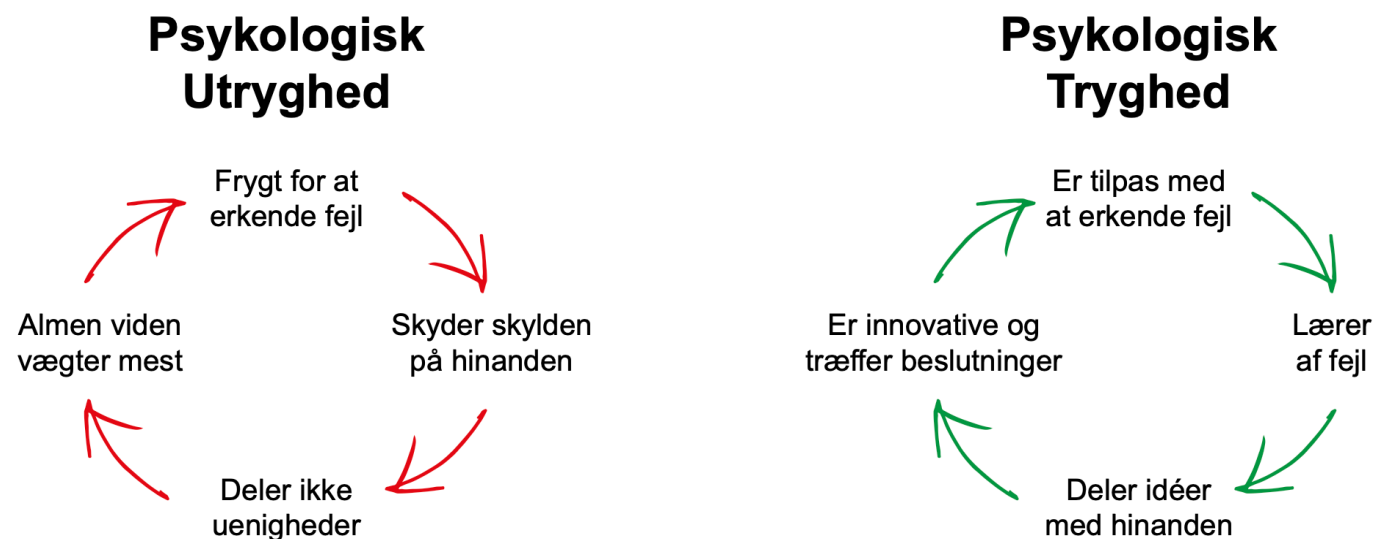 Psykologisk
Utryghed
Frygt for at
erkende fejl
Skyder skylden
på hinanden
Deler ikke
uenigheder
Almen viden
vægter mest
Psykologisk
Tryghed
Er tilpas med
at erkende fejl
Lærer
af fejl
Deler idéer
med hinanden
Er innovative og
træffer beslutninger